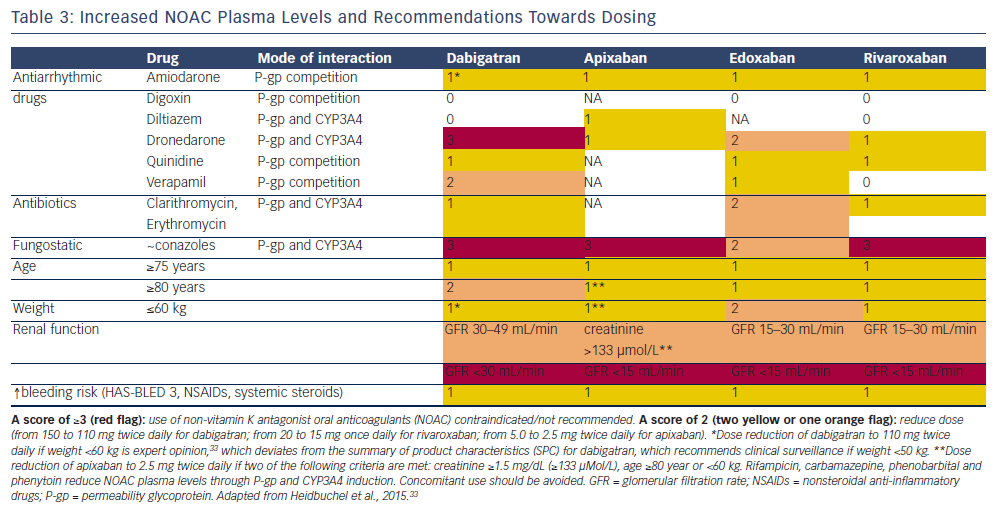 Table 3: Increased NOAC Plasma Levels and Recommendations Towards Dosing
Drug Mode of interaction Dabigatran Apixaban Edoxaban Rivaroxaban
Antiarrhythmic Amiodarone P-gp competition 1* 1 1 1
drugs Digoxin P-gp competition 0 NA 0 0
Diltiazem P-gp and CYP3A4 0 1 NA 0
Dronedarone P-gp and CYP3A4 3 1 2 1
Quinidine P-gp competition 1 NA 1 1
Verapamil P-gp competition 2 NA 1 0
Antibiotics Clarithromycin, P-gp and CYP3A4 1 NA 2 1
Erythromycin
Fungostatic ~conazoles P-gp and CYP3A4 3 3 2 3
Age ≥75 years 1 1 1 1
≥80 years 2 1** 1 1
Weight ≤60 kg 1* 1** 2 1
Renal function GFR 30–49 mL/min creatinine GFR 15–30 mL/min GFR 15–30 mL/min
>133 µmol/L**
GFR <30 mL/min GFR <15 mL/min GFR <15 mL/min GFR <15 mL/min
↑bleeding risk (HAS-BLED 3, NSAIDs, systemic steroids) 1 1 1 1
A score of ≥3 (red flag): use of non-vitamin K antagonist oral anticoagulants (NOAC) contraindicated/not recommended. A score of 2 (two yellow or one orange flag): reduce dose
(from 150 to 110 mg twice daily for dabigatran; from 20 to 15 mg once daily for rivaroxaban; from 5.0 to 2.5 mg twice daily for apixaban). *Dose reduction of dabigatran to 110 mg twice
daily if weight <60 kg is expert opinion,³³ which deviates from the summary of product characteristics (SPC) for dabigatran, which recommends clinical surveillance if weight <50 kg. **Dose
reduction of apixaban to 2.5 mg twice daily if two of the following criteria are met: creatinine ≥1.5 mg/dL (≥133 µMol/L), age ≥80 year or <60 kg. Rifampicin, carbamazepine, phenobarbital and
phenytoin reduce NOAC plasma levels through P-gp and CYP3A4 induction. Concomitant use should be avoided. GFR = glomerular filtration rate; NSAIDs = nonsteroidal anti-inflammatory
drugs; P-gp = permeability glycoprotein. Adapted from Heidbuchel et al., 2015.³³